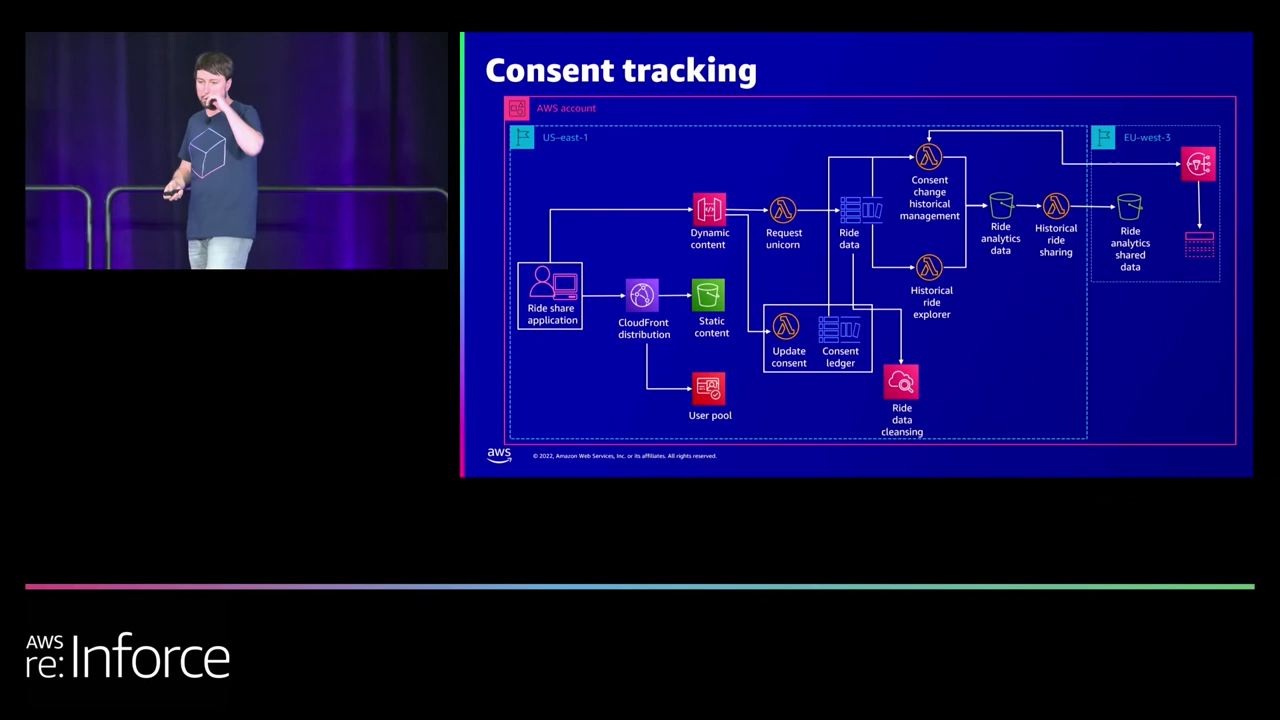 Consent tracking
AWS account
US-east-1
EU-west-3
Consent
change
historical
management
Dynamic
content
Request
unicorn
Ride
data
Ride
analytics
data
Historical
ride
sharing
Ride
analytics
shared
data
Ride share
application
CloudFront
distribution
Static
content
Historical
ride
explorer
Update
consent
Consent
ledger
User pool
Ride
data
cleansing
aws
© 2022, Amazon Web Services, Inc. or its affiliates. All rights reserved.
AWS
re:Inforce